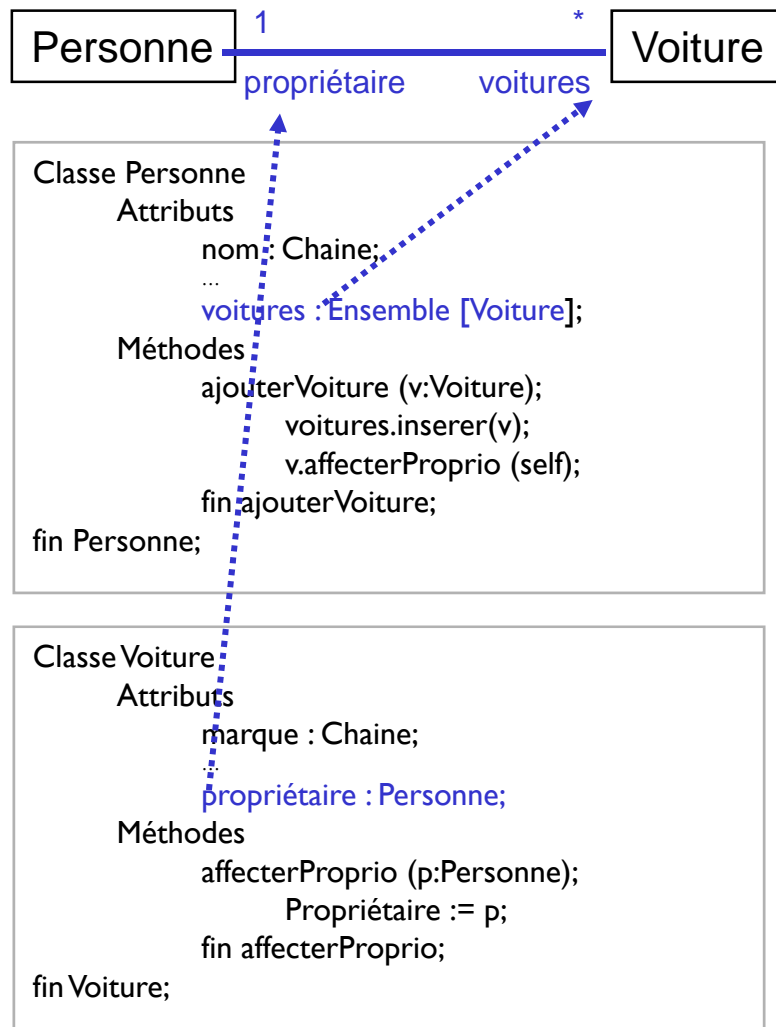 1 *
Personne Voiture
propriétaire voitures
Classe Personne
Attributs
nom : Chaine;
...
voitures : Ensemble [Voiture];
Méthodes
ajouterVoiture (v:Voiture);
voitures.inserer(v);
v.affecterProprio (self);
fin ajouterVoiture;
fin Personne;
Classe Voiture
Attributs
marque : Chaine;
...
propriétaire : Personne;
Méthodes
affecterProprio (p:Personne);
Propriétaire := p;
fin affecterProprio;
fin Voiture;